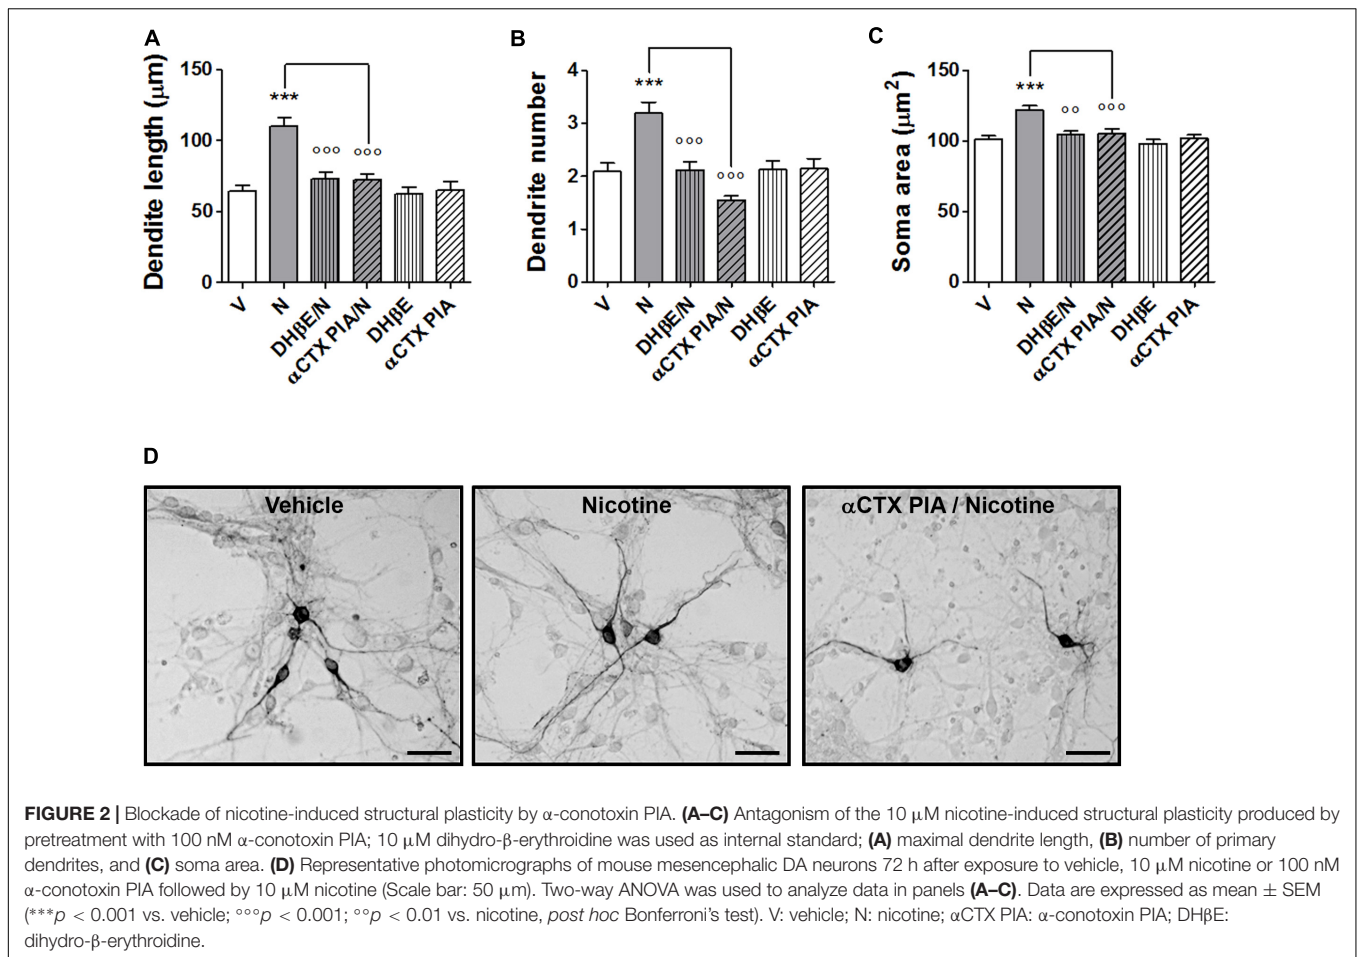 A
Dendite length (μm)
150
100
50
0
***
°°°
°°°
V
N
DHβE/N
αCTX PIA/N
DHβE
αCTX PIA
B
Dendrite number
4
3
2
1
0
***
°°°
°°°
V
N
DHβE/N
αCTX PIA/N
DHβE
αCTX PIA
C
Soma area (μm²)
150
100
50
0
***
°°
°°°
V
N
DHβE/N
αCTX PIA/N
DHβE
αCTX PIA
D
Vehicle
Nicotine
αCTX PIA / Nicotine
FIGURE 2 | Blockade of nicotine-induced structural plasticity by α-conotoxin PIA. (A–C) Antagonism of the 10 μM nicotine-induced structural plasticity produced by
pretreatment with 100 nM α-conotoxin PIA; 10 μM dihydro-β-erythroidine was used as internal standard; (A) maximal dendrite length, (B) number of primary
dendrites, and (C) soma area. (D) Representative photomicrographs of mouse mesencephalic DA neurons 72 h after exposure to vehicle, 10 μM nicotine or 100 nM
α-conotoxin PIA followed by 10 μM nicotine (Scale bar: 50 μm). Two-way ANOVA was used to analyze data in panels (A–C). Data are expressed as mean ± SEM
(***p < 0.001 vs. vehicle; °°°p < 0.001; °°p < 0.01 vs. nicotine, post hoc Bonferroni's test). V: vehicle; N: nicotine; αCTX PIA: α-conotoxin PIA; DHβE:
dihydro-β-erythroidine.